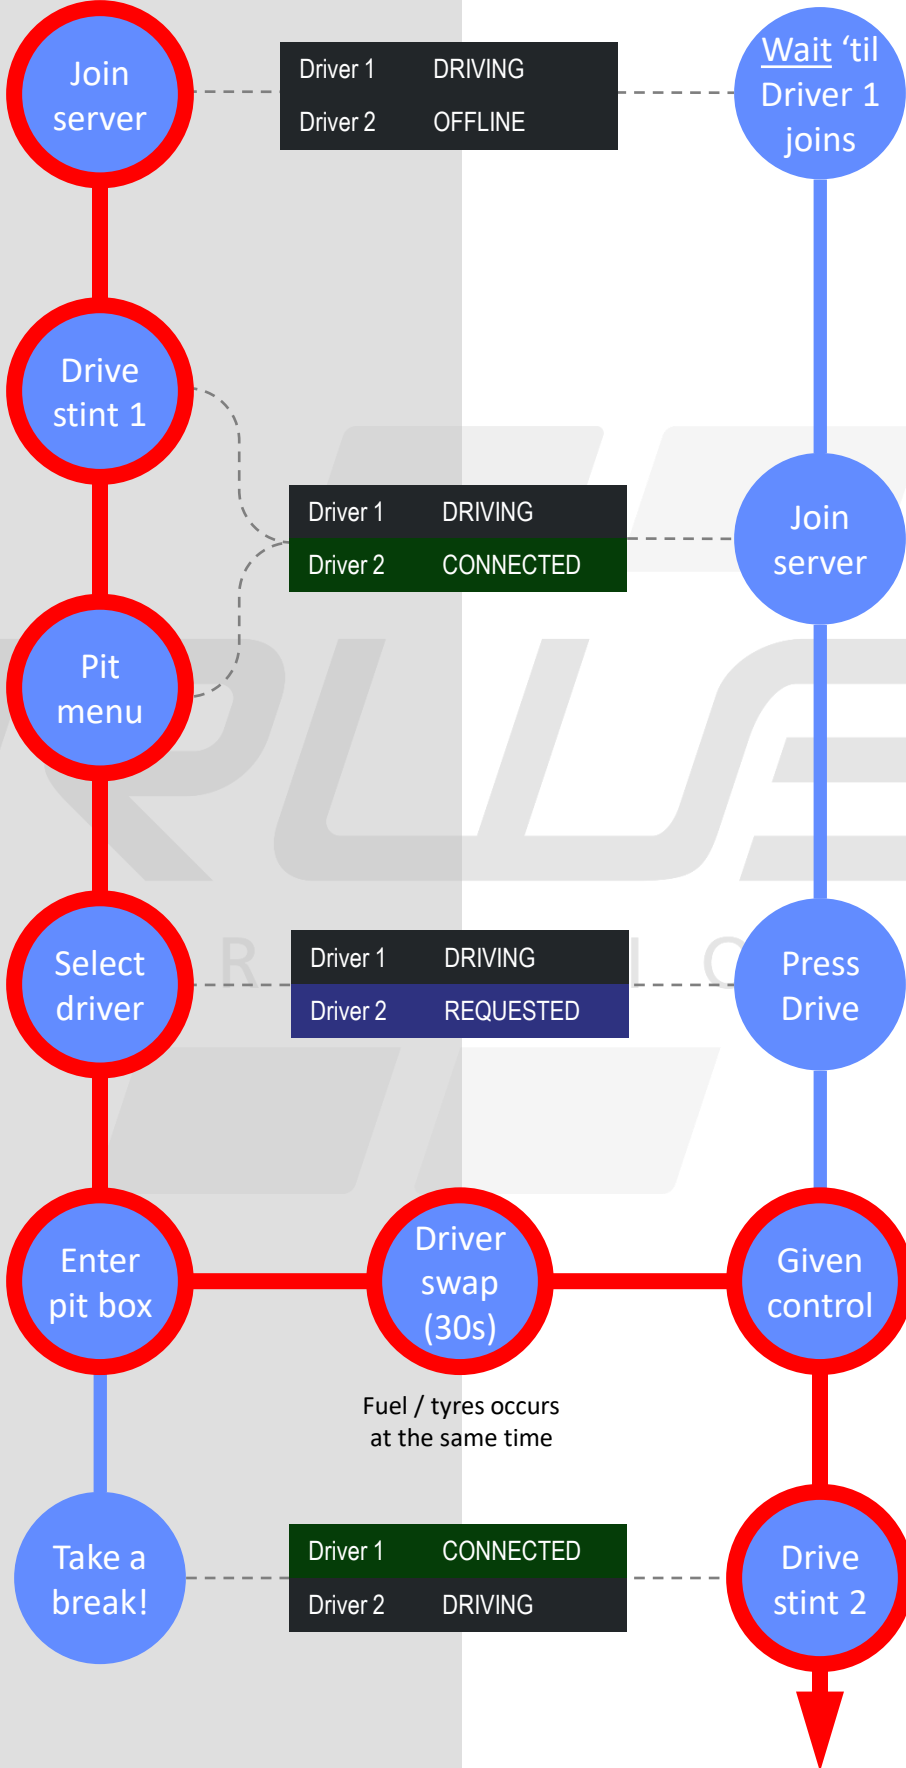 Join
server
Driver 1 DRIVING
Driver 2 OFFLINE
Wait ‘til
Driver 1
joins
Drive
stint 1
Driver 1 DRIVING
Driver 2 CONNECTED
Join
server
Pit
menu
Select
driver
Driver 1 DRIVING
Driver 2 REQUESTED
Press
Drive
Enter
pit box
Driver
swap
(30s)
Given
control
Fuel / tyres occurs
at the same time
Take a
break!
Driver 1 CONNECTED
Driver 2 DRIVING
Drive
stint 2